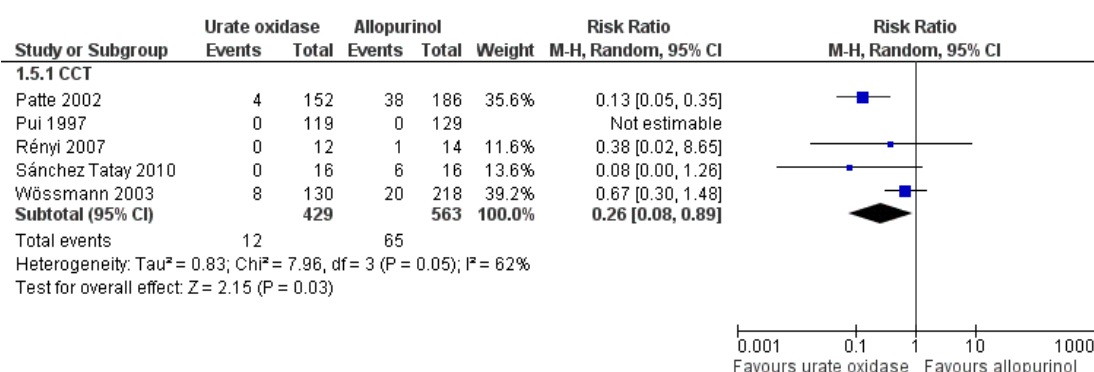 Urate oxidase Allopurinol Risk Ratio Risk Ratio
Study or Subgroup Events Total Events Total Weight M-H, Random, 95% CI M-H, Random, 95% CI
1.5.1 CCT
Patte 2002 4 152 38 186 35.6% 0.13 [0.05, 0.35]
Pui 1997 0 119 0 129 Not estimable
Rényi 2007 0 12 1 14 11.6% 0.38 [0.02, 8.65]
Sánchez Tatay 2010 0 16 6 16 13.6% 0.08 [0.00, 1.26]
Wössmann 2003 8 130 20 218 39.2% 0.67 [0.30, 1.48]
Subtotal (95% CI) 429 563 100.0% 0.26 [0.08, 0.89]
Total events 12 65
Heterogeneity: Tau² = 0.83; Chi² = 7.96, df = 3 (P = 0.05); I² = 62%
Test for overall effect: Z = 2.15 (P = 0.03)
0.001 0.1 1 10 1000
Favours urate oxidase Favours allopurinol